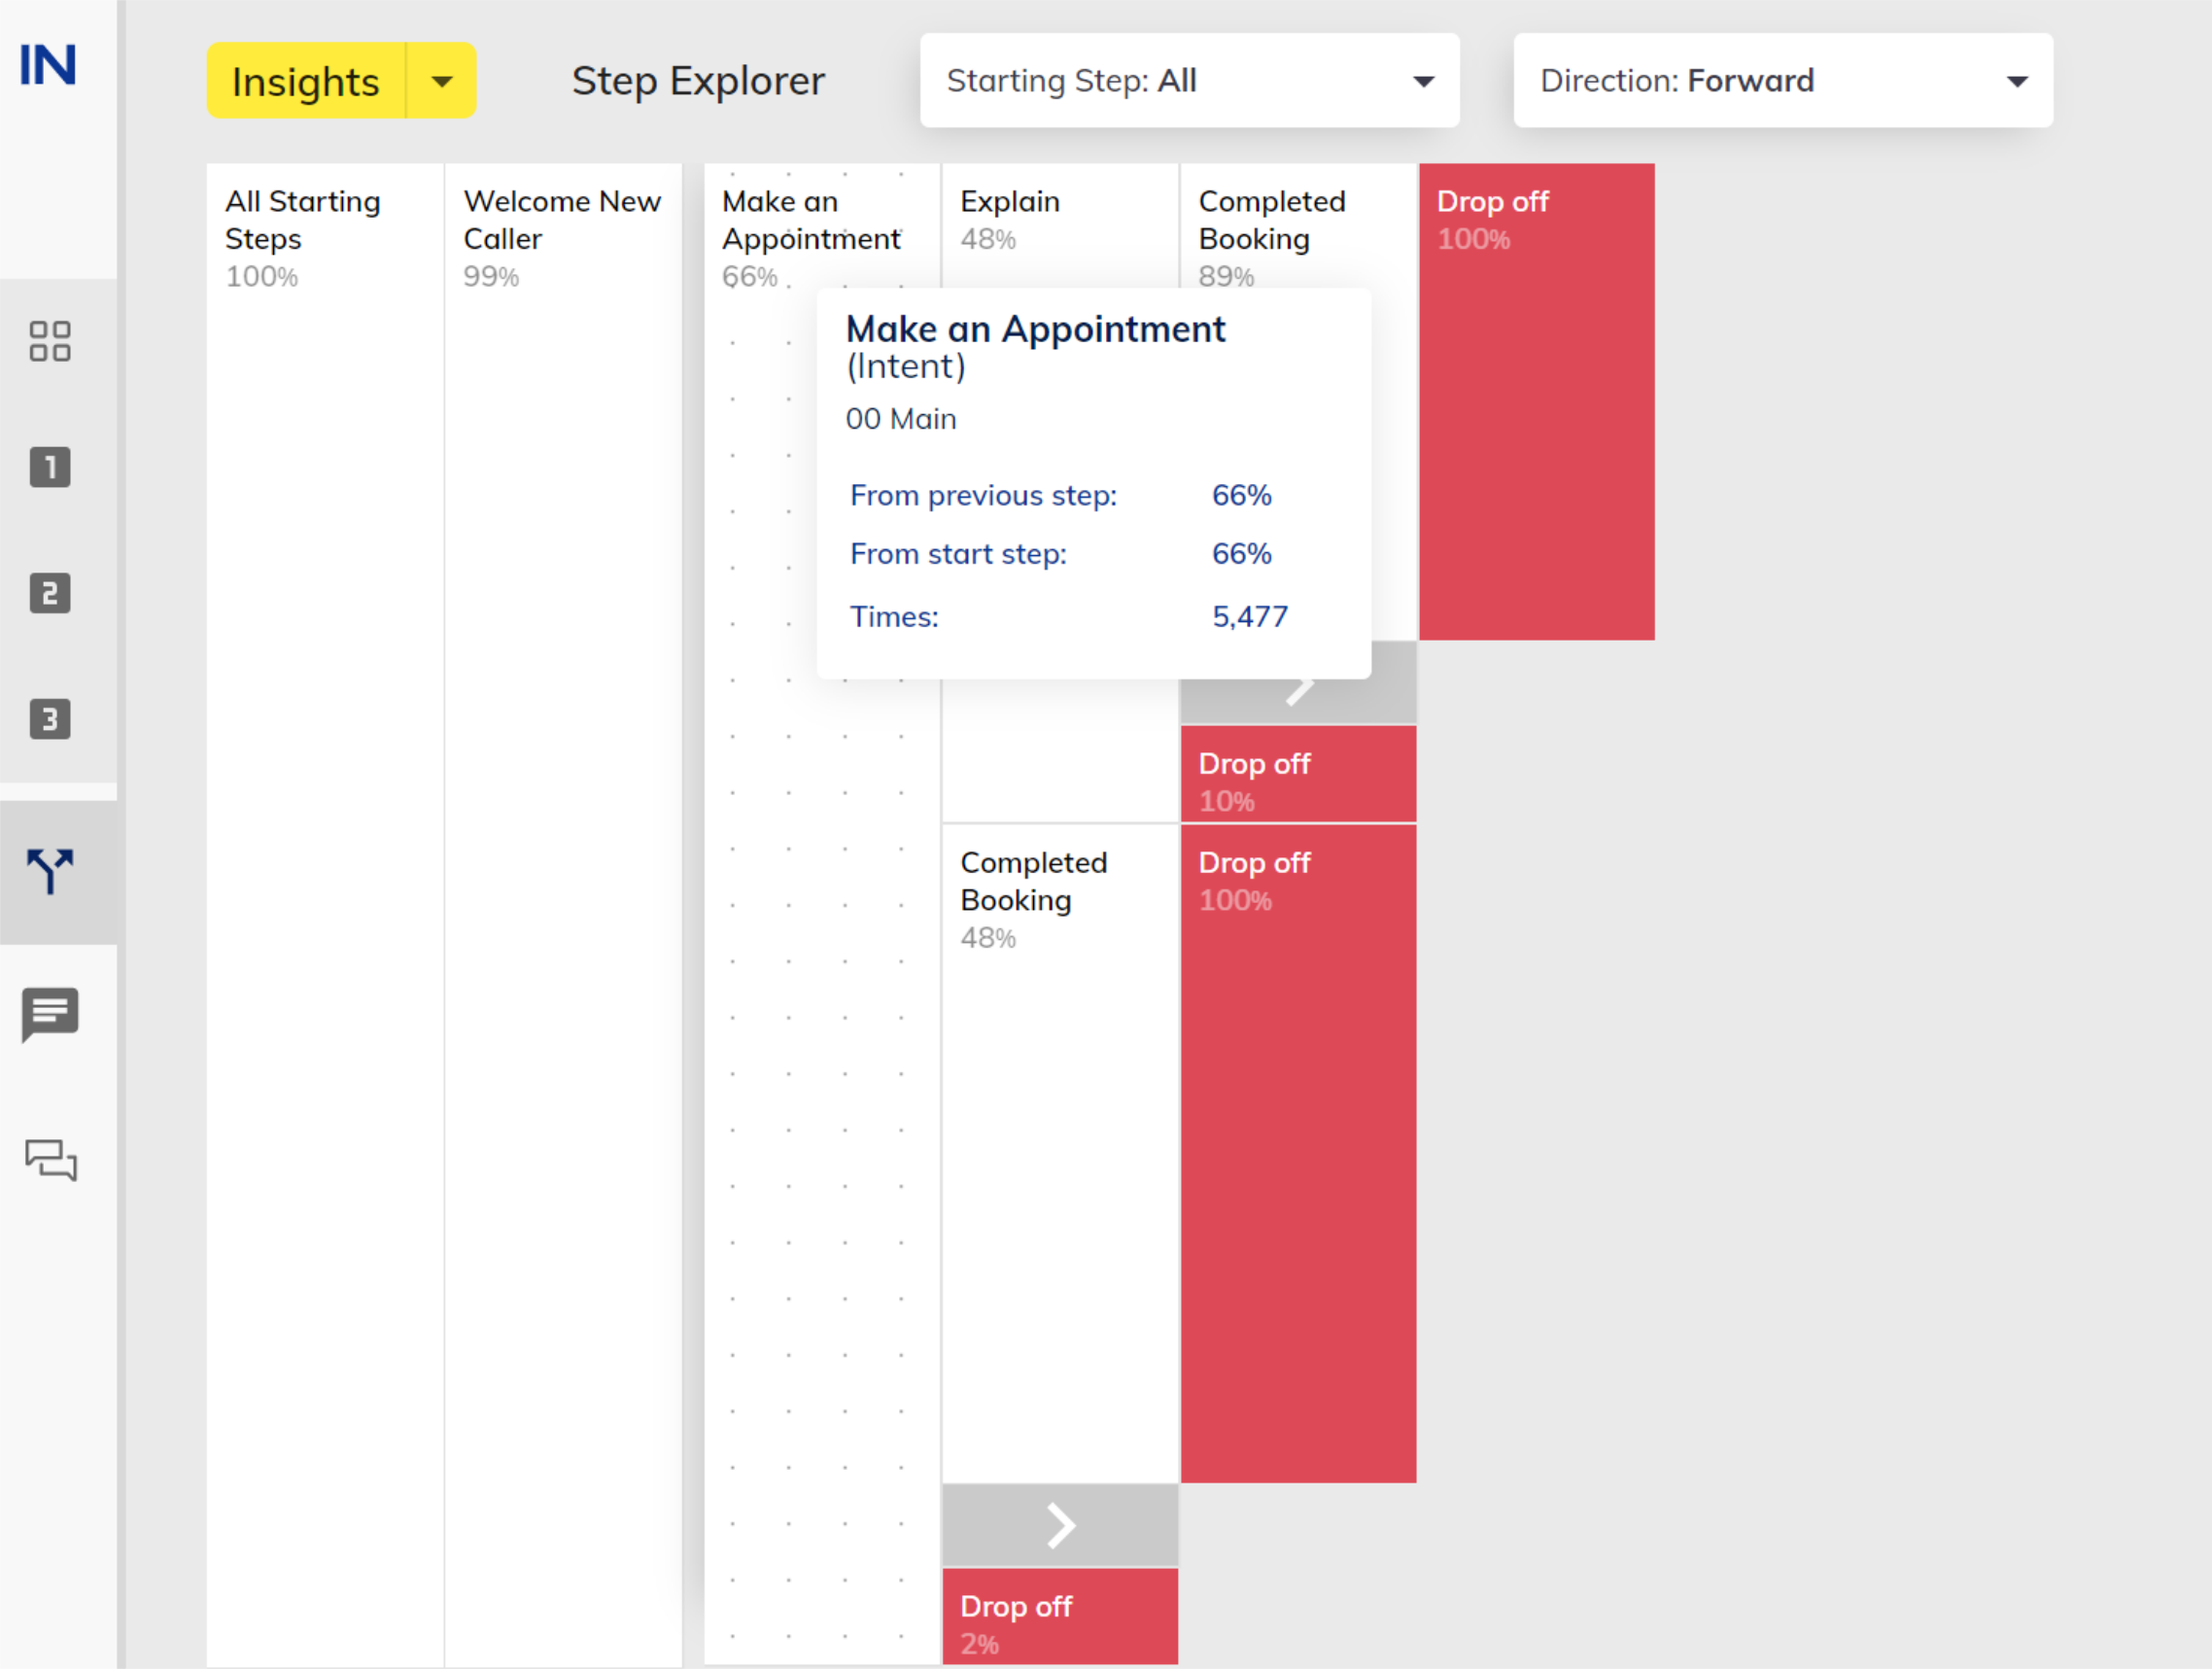 IN
Insights
Step Explorer
Starting Step: All
Direction: Forward
All Starting
Steps
100%
Welcome New
Caller
99%
Make an
Appointment
66%
Explain
48%
Completed
Booking
89%
Drop off
100%
Make an Appointment
(Intent)
00 Main
From previous step: 66%
From start step: 66%
Times: 5,477
1
2
3
Drop off
10%
Completed
Booking
48%
Drop off
100%
Drop off
2%